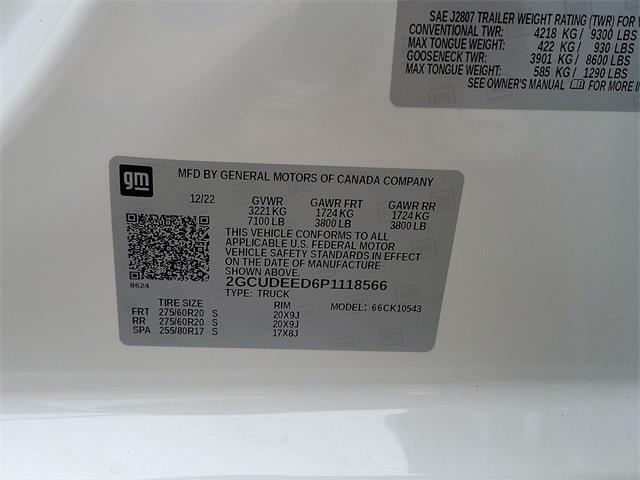 SAE J2807 TRAILER WEIGHT RATING (TWR) FOR
CONVENTIONAL TWR: 4218 KG / 9300 LBS
MAX TONGUE WEIGHT: 422 KG / 930 LBS
GOOSENECK TWR: 3901 KG / 8600 LBS
MAX TONGUE WEIGHT: 585 KG / 1290 LBS
SEE OWNER'S MANUAL FOR MORE
gm
MFD BY GENERAL MOTORS OF CANADA COMPANY
12/22 GVWR GAWR FRT GAWR RR
3221 KG 1724 KG 1724 KG
7100 LB 3800 LB 3800 LB
THIS VEHICLE CONFORMS TO ALL
APPLICABLE U.S. FEDERAL MOTOR
VEHICLE SAFETY STANDARDS IN EFFECT
ON THE DATE OF MANUFACTURE
SHOWN ABOVE.
8624
2GCUDEED6P1118566
TYPE: TRUCK
MODEL: 66CK10543
TIRE SIZE RIM
FRT 275/60R20 S 20X9J
RR 275/60R20 S 20X9J
SPA 255/80R17 S 17X8J